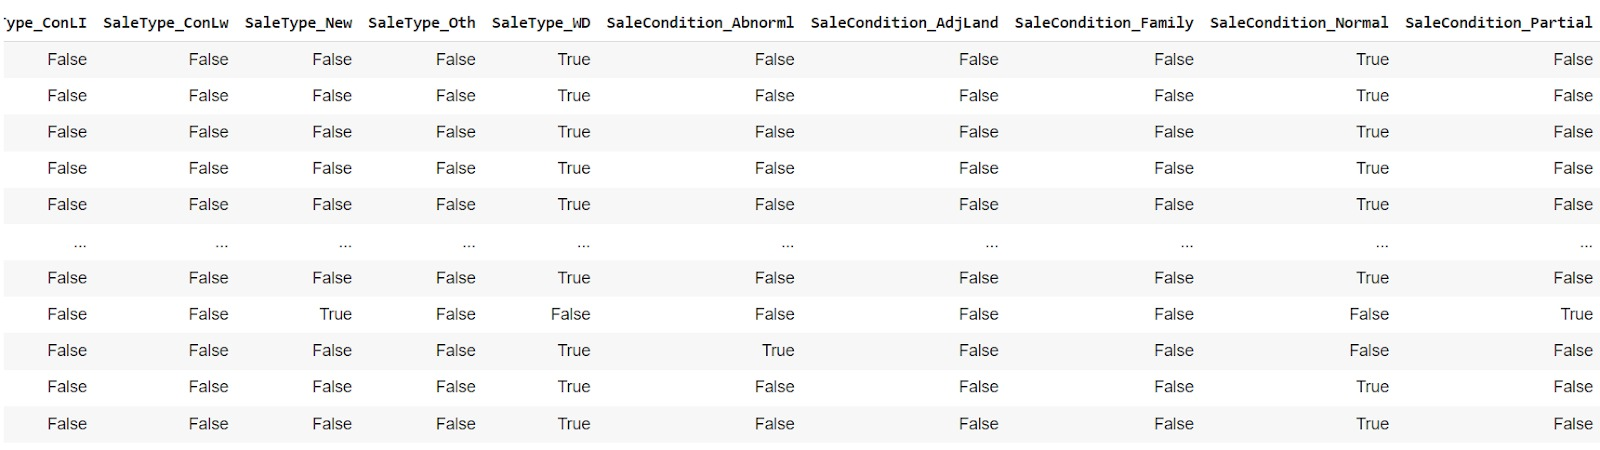 ype_ConLI SaleType_ConLw SaleType_New SaleType_Oth SaleType_WD SaleCondition_Abnorml SaleCondition_AdjLand SaleCondition_Family SaleCondition_Normal SaleCondition_Partial
False False False False True False False False True False
False False False False True False False False True False
False False False False True False False False True False
False False False False True False False False True False
False False False False True False False False True False
... ... ... ... ... ... ... ... ... ...
False False False False True False False False True False
False False True False False False False False False True
False False False False True True False False False False
False False False False True False False False True False
False False False False True False False False True False